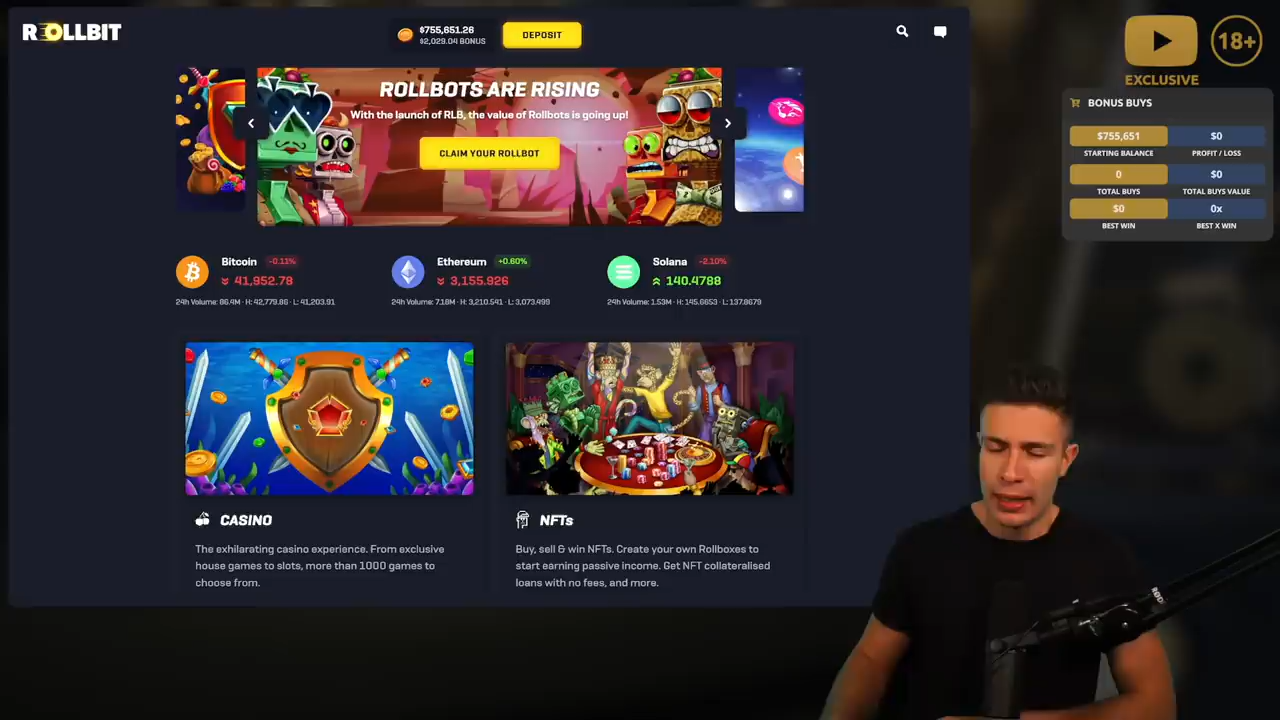 ROLLBIT
$755,651.26
$2,029.04 BONUS
DEPOSIT
ROLLBOTS ARE RISING
With the launch of RLB, the value of Rollbots is going up!
CLAIM YOUR ROLLBOT
Bitcoin -0.11%
41,952.78
24h Volume: 86.4M · H: 42,779.86 · L: 41,203.91
Ethereum +0.60%
3,155.926
24h Volume: 7.18M · H: 3,210.541 · L: 3,073.499
Solana -2.10%
140.4788
24h Volume: 1.53M · H: 145.6653 · L: 137.8679
CASINO
The exhilarating casino experience. From exclusive
house games to slots, more than 1000 games to
choose from.
NFTs
Buy, sell & win NFTs. Create your own Rollboxes to
start earning passive income. Get NFT collateralised
loans with no fees, and more.
18+
EXCLUSIVE
BONUS BUYS
$755,651 $0
STARTING BALANCE PROFIT / LOSS
0 $0
TOTAL BUYS TOTAL BUYS VALUE
$0 0x
BEST WIN BEST X WIN
RØDE